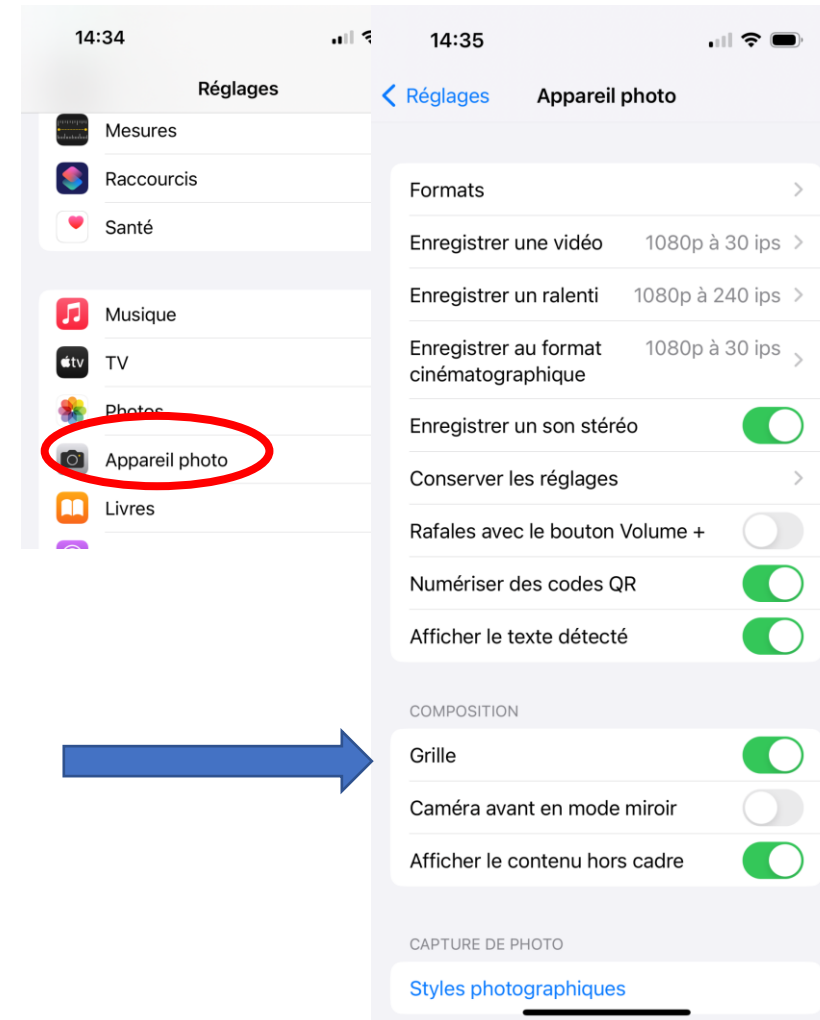 14:34
Réglages
Mesures
Raccourcis
Santé
Musique
tv
TV
Photos
Appareil photo
Livres
14:35
Réglages
Appareil photo
Formats
Enregistrer une vidéo 1080p à 30 ips
Enregistrer un ralenti 1080p à 240 ips
Enregistrer au format 1080p à 30 ips
cinématographique
Enregistrer un son stéréo
Conserver les réglages
Rafales avec le bouton Volume +
Numériser des codes QR
Afficher le texte détecté
COMPOSITION
Grille
Caméra avant en mode miroir
Afficher le contenu hors cadre
CAPTURE DE PHOTO
Styles photographiques